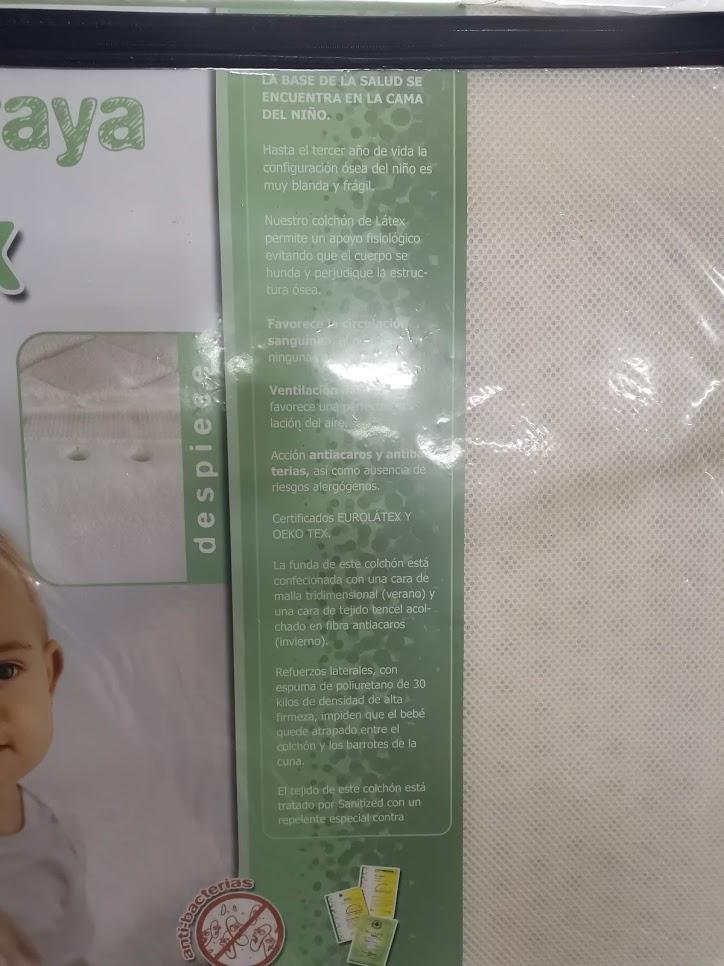 raya
x
despiece
LA BASE DE LA SALUD SE
ENCUENTRA EN LA CAMA
DEL NIÑO.
Hasta el tercer año de vida la
configuración ósea del niño es
muy blanda y frágil.
Nuestro colchón de Látex
permite un apoyo fisiológico
evitando que el cuerpo se
hunda y perjudique la estruc-
tura ósea.
Favorece la circulación
sanguínea,
ninguna
Ventilación
favorece una
lación del aire.
Acción antiacaros y antibac-
terias, así como ausencia de
riesgos alergógenos.
Certificados EUROLÁTEX Y
OEKO TEX.
La funda de este colchón está
confecionada con una cara de
malla tridimensional (verano) y
una cara de tejido tencel acol-
chado en fibra antiacaros
(invierno).
Refuerzos laterales, con
espuma de poliuretano de 30
kilos de densidad de alta
firmeza, impiden que el bebé
quede atrapado entre el
colchón y los barrotes de la
cuna.
El tejido de este colchón está
tratado por Sanitized con un
repelente especial contra
anti-bacterias